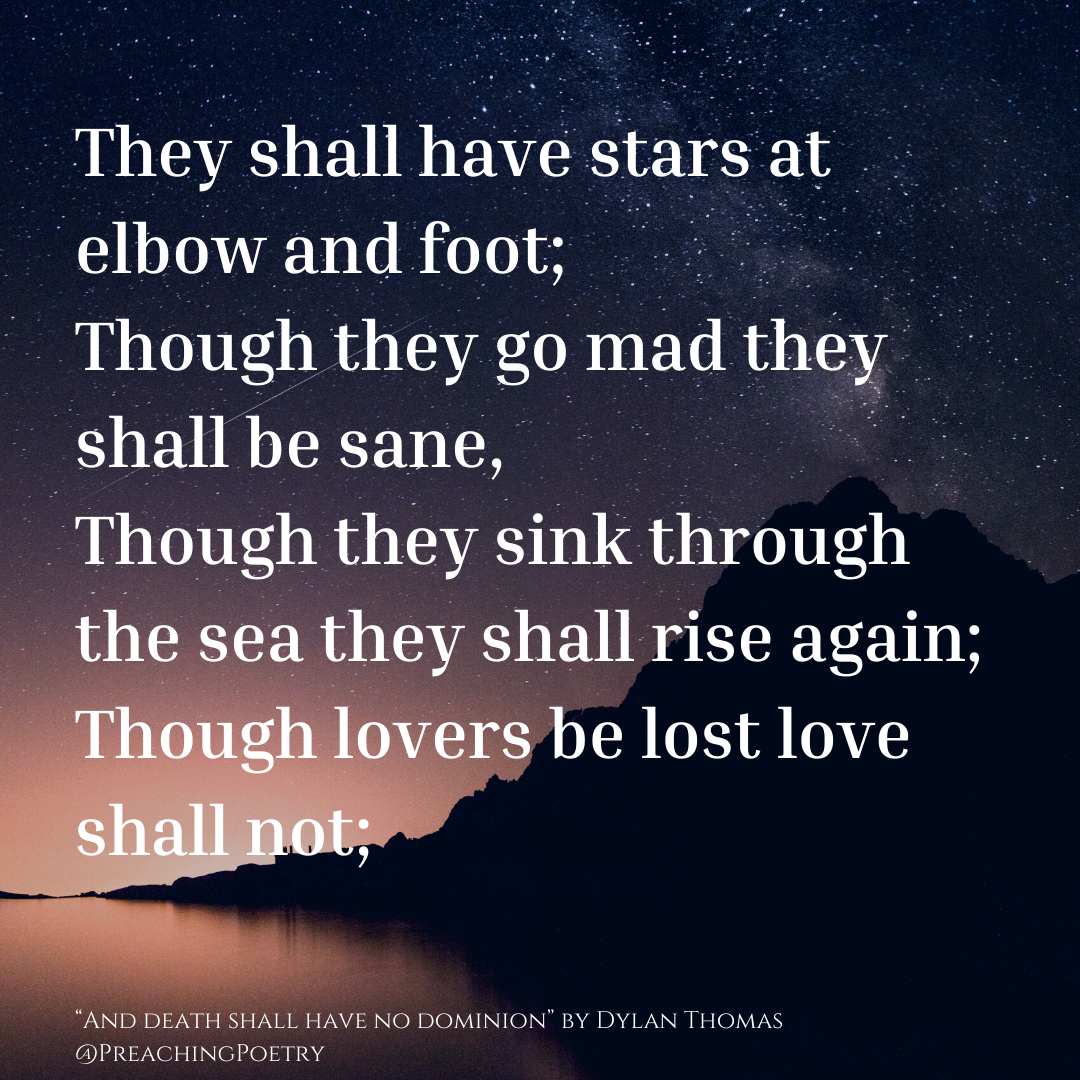 They shall have stars at
elbow and foot;
Though they go mad they
shall be sane,
Though they sink through
the sea they shall rise again;
Though lovers be lost love
shall not;
“And death shall have no dominion” by Dylan Thomas
@PreachingPoetry